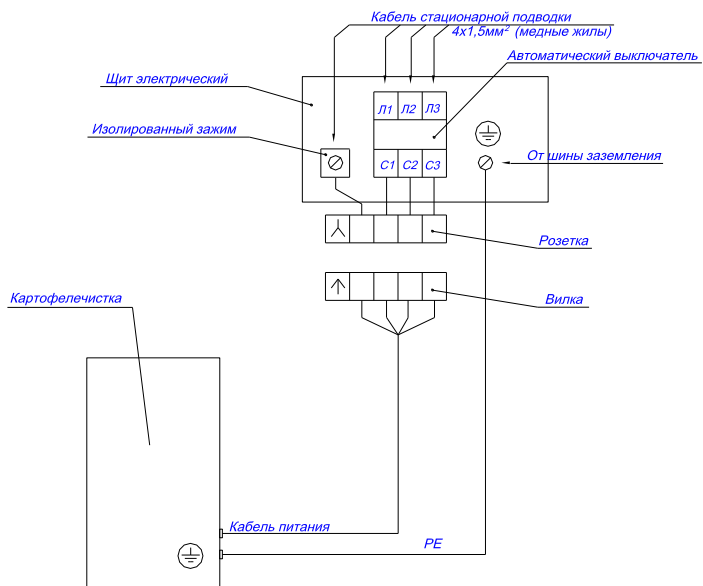 Кабель стационарной подводки
4х1,5мм² (медные жилы)
Автоматический выключатель
Щит электрический
Л1 Л2 Л3
Изолированный зажим
С1 С2 С3
От шины заземления
Розетка
Картофелечистка
Вилка
Кабель питания
PE